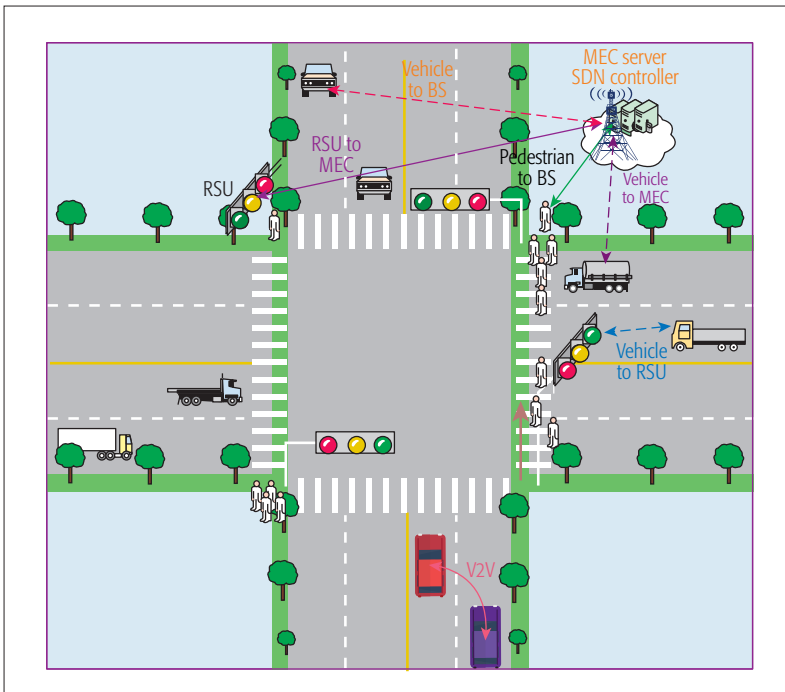 MEC server
SDN controller
Vehicle
to BS
RSU to
MEC
Pedestrian
to BS
RSU
Vehicle
to MEC
Vehicle
to RSU
V2V